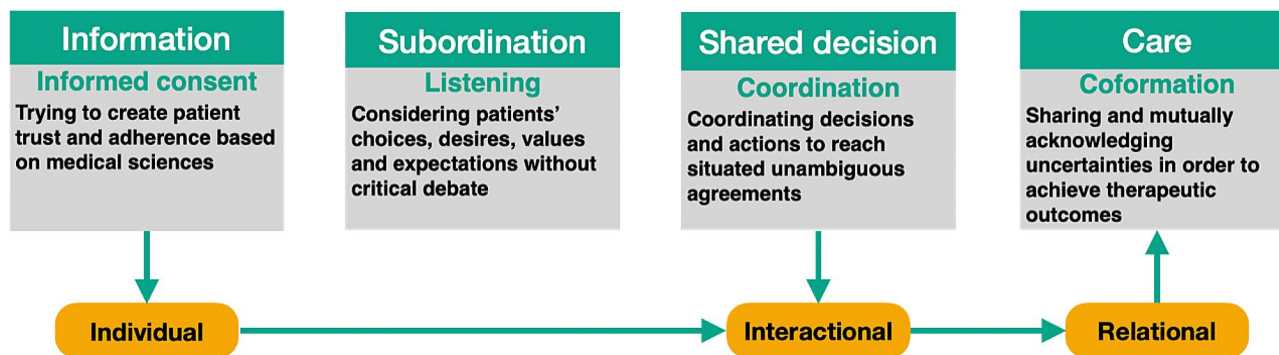 Information
Informed consent
Trying to create patient
trust and adherence based
on medical sciences
Subordination
Listening
Considering patients’
choices, desires, values
and expectations without
critical debate
Shared decision
Coordination
Coordinating decisions
and actions to reach
situated unambiguous
agreements
Care
Coformation
Sharing and mutually
acknowledging
uncertainties in order to
achieve therapeutic
outcomes
Individual
Interactional
Relational